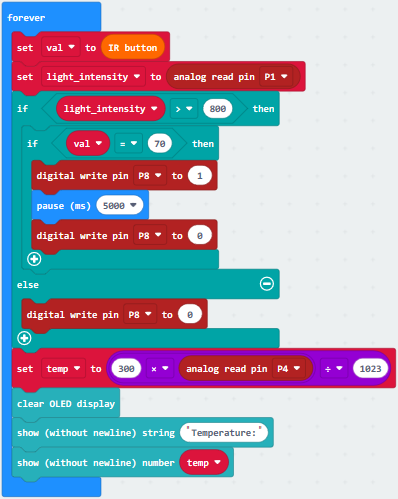 forever
set val to IR button
set light_intensity to analog read pin P1
if light_intensity > 800 then
if val = 70 then
digital write pin P8 to 1
pause (ms) 5000
digital write pin P8 to 0
else
digital write pin P8 to 0
set temp to 300 × analog read pin P4 ÷ 1023
clear OLED display
show (without newline) string "Temperature:"
show (without newline) number temp